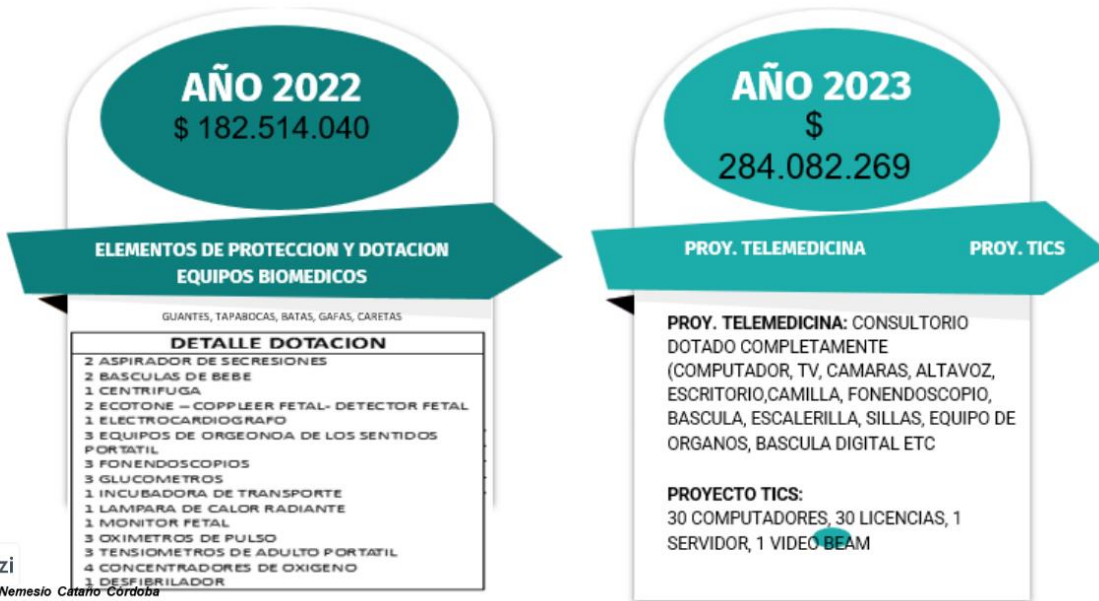 AÑO 2022
$ 182.514.040
ELEMENTOS DE PROTECCION Y DOTACION
EQUIPOS BIOMEDICOS
GUANTES, TAPABOCAS, BATAS, GAFAS, CARETAS
DETALLE DOTACION
2 ASPIRADOR DE SECRESIONES
2 BASCULAS DE BEBE
1 CENTRIFUGA
2 ECOTONE – COPPLEER FETAL- DETECTOR FETAL
1 ELECTROCARDIOGRAFO
3 EQUIPOS DE ORGEONOA DE LOS SENTIDOS
PORTATIL
3 FONENDOSCOPIOS
3 GLUCOMETROS
1 INCUBADORA DE TRANSPORTE
1 LAMPARA DE CALOR RADIANTE
1 MONITOR FETAL
3 OXIMETROS DE PULSO
3 TENSIOMETROS DE ADULTO PORTATIL
4 CONCENTRADORES DE OXIGENO
1 DESFIBRILADOR
zi
Nemesio Cataño Córdoba
AÑO 2023
$
284.082.269
PROY. TELEMEDICINA PROY. TICS
PROY. TELEMEDICINA: CONSULTORIO
DOTADO COMPLETAMENTE
(COMPUTADOR, TV, CAMARAS, ALTAVOZ,
ESCRITORIO,CAMILLA, FONENDOSCOPIO,
BASCULA, ESCALERILLA, SILLAS, EQUIPO DE
ORGANOS, BASCULA DIGITAL ETC
PROYECTO TICS:
30 COMPUTADORES, 30 LICENCIAS, 1
SERVIDOR, 1 VIDEO BEAM